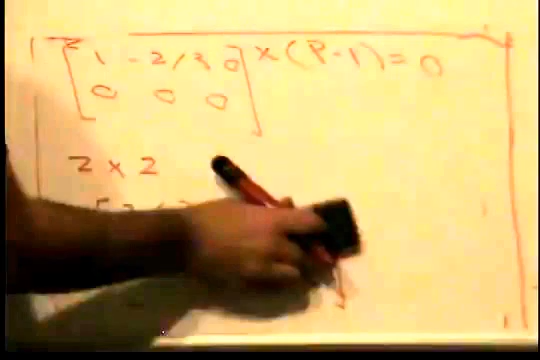 [1 -2/3 0] x (P-1) = 0
[0 0 0]
2 x 2